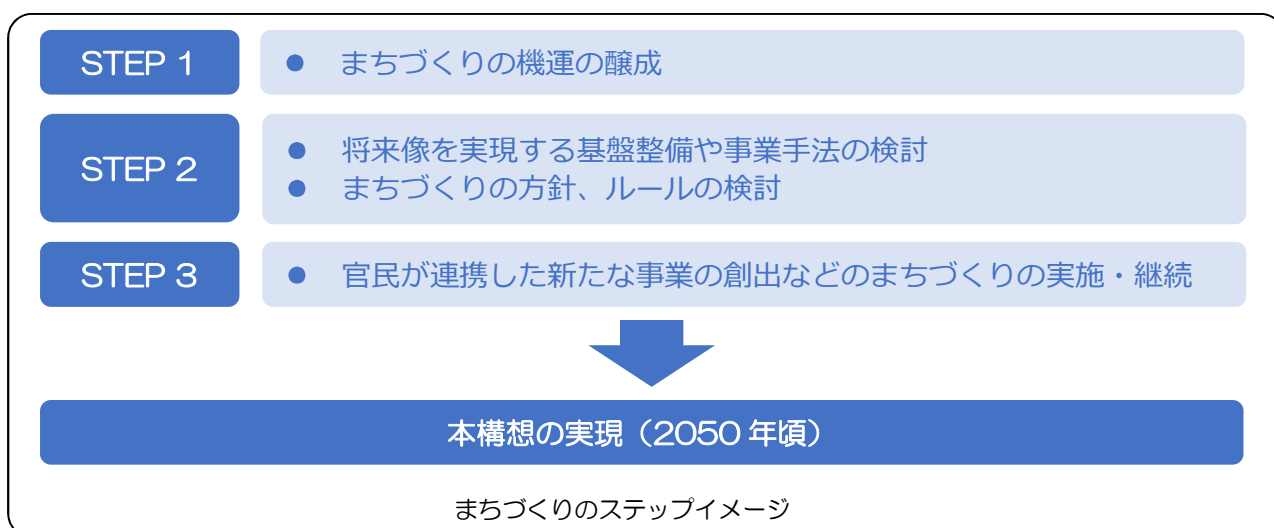 STEP 1
● まちづくりの機運の醸成
STEP 2
● 将来像を実現する基盤整備や事業手法の検討
● まちづくりの方針、ルールの検討
STEP 3
● 官民が連携した新たな事業の創出などのまちづくりの実施・継続
本構想の実現（2050 年頃）
まちづくりのステップイメージ